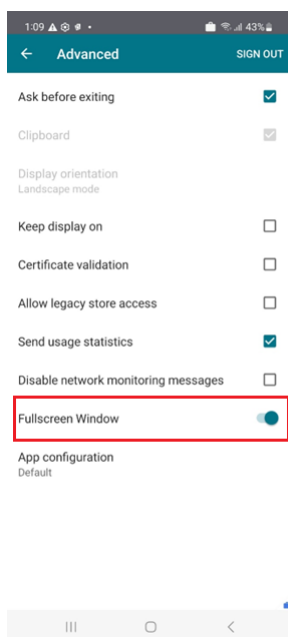 1:09
43%
Advanced
SIGN OUT
Ask before exiting
Clipboard
Display orientation
Landscape mode
Keep display on
Certificate validation
Allow legacy store access
Send usage statistics
Disable network monitoring messages
Fullscreen Window
App configuration
Default